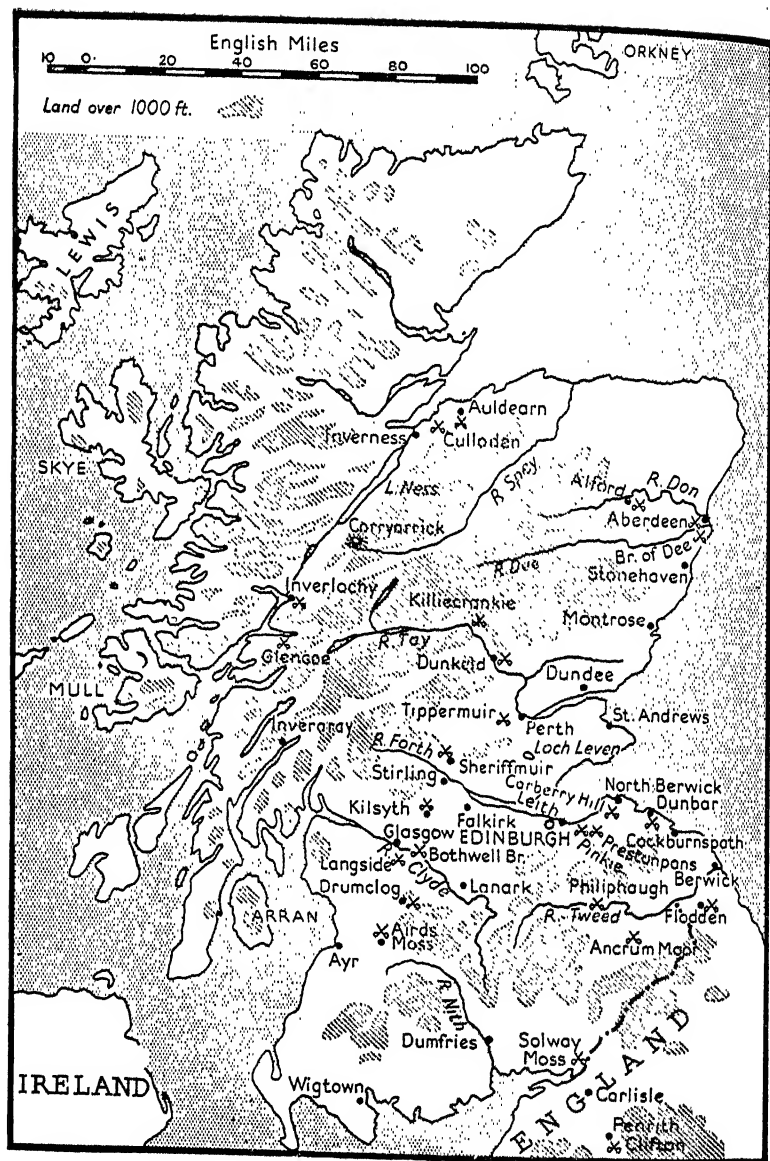 English Miles
10 0 20 40 60 80 100
Land over 1000 ft.
ORKNEY
LEWIS
Auldearn
Inverness
Culloden
SKYE
L. Ness
R. Spey
Alford
R. Don
Aberdeen
Corryarrick
Br. of Dee
R. Dee
Stonehaven
Inverlochy
Killiecrankie
Montrose
Glencoe
R. Tay
Dunkeld
Dundee
MULL
Tippermuir
Perth
St. Andrews
Inveraray
Loch Leven
R. Forth
Sheriffmuir
Stirling
Carberry Hill
North Berwick
Leith
Dunbar
Kilsyth
Falkirk
Glasgow
EDINBURGH
Prestonpans
Cockburnspath
Pinkie
Bothwell Br.
Langside
R. Clyde
Berwick
Drumclog
Lanark
Philiphaugh
ARRAN
R. Tweed
Flodden
Airds
Moss
Ancrum Moor
Ayr
R. Nith
Dumfries
Solway
Moss
ENGLAND
IRELAND
Wigtown
Carlisle
Penrith
Clifton